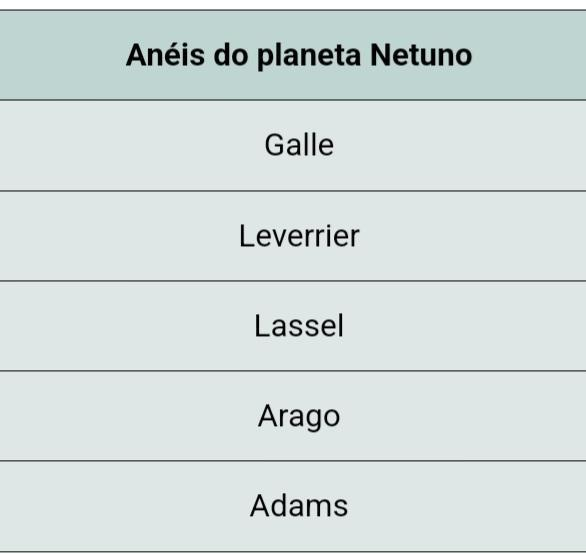 Anéis do planeta Netuno
Galle
Leverrier
Lassel
Arago
Adams